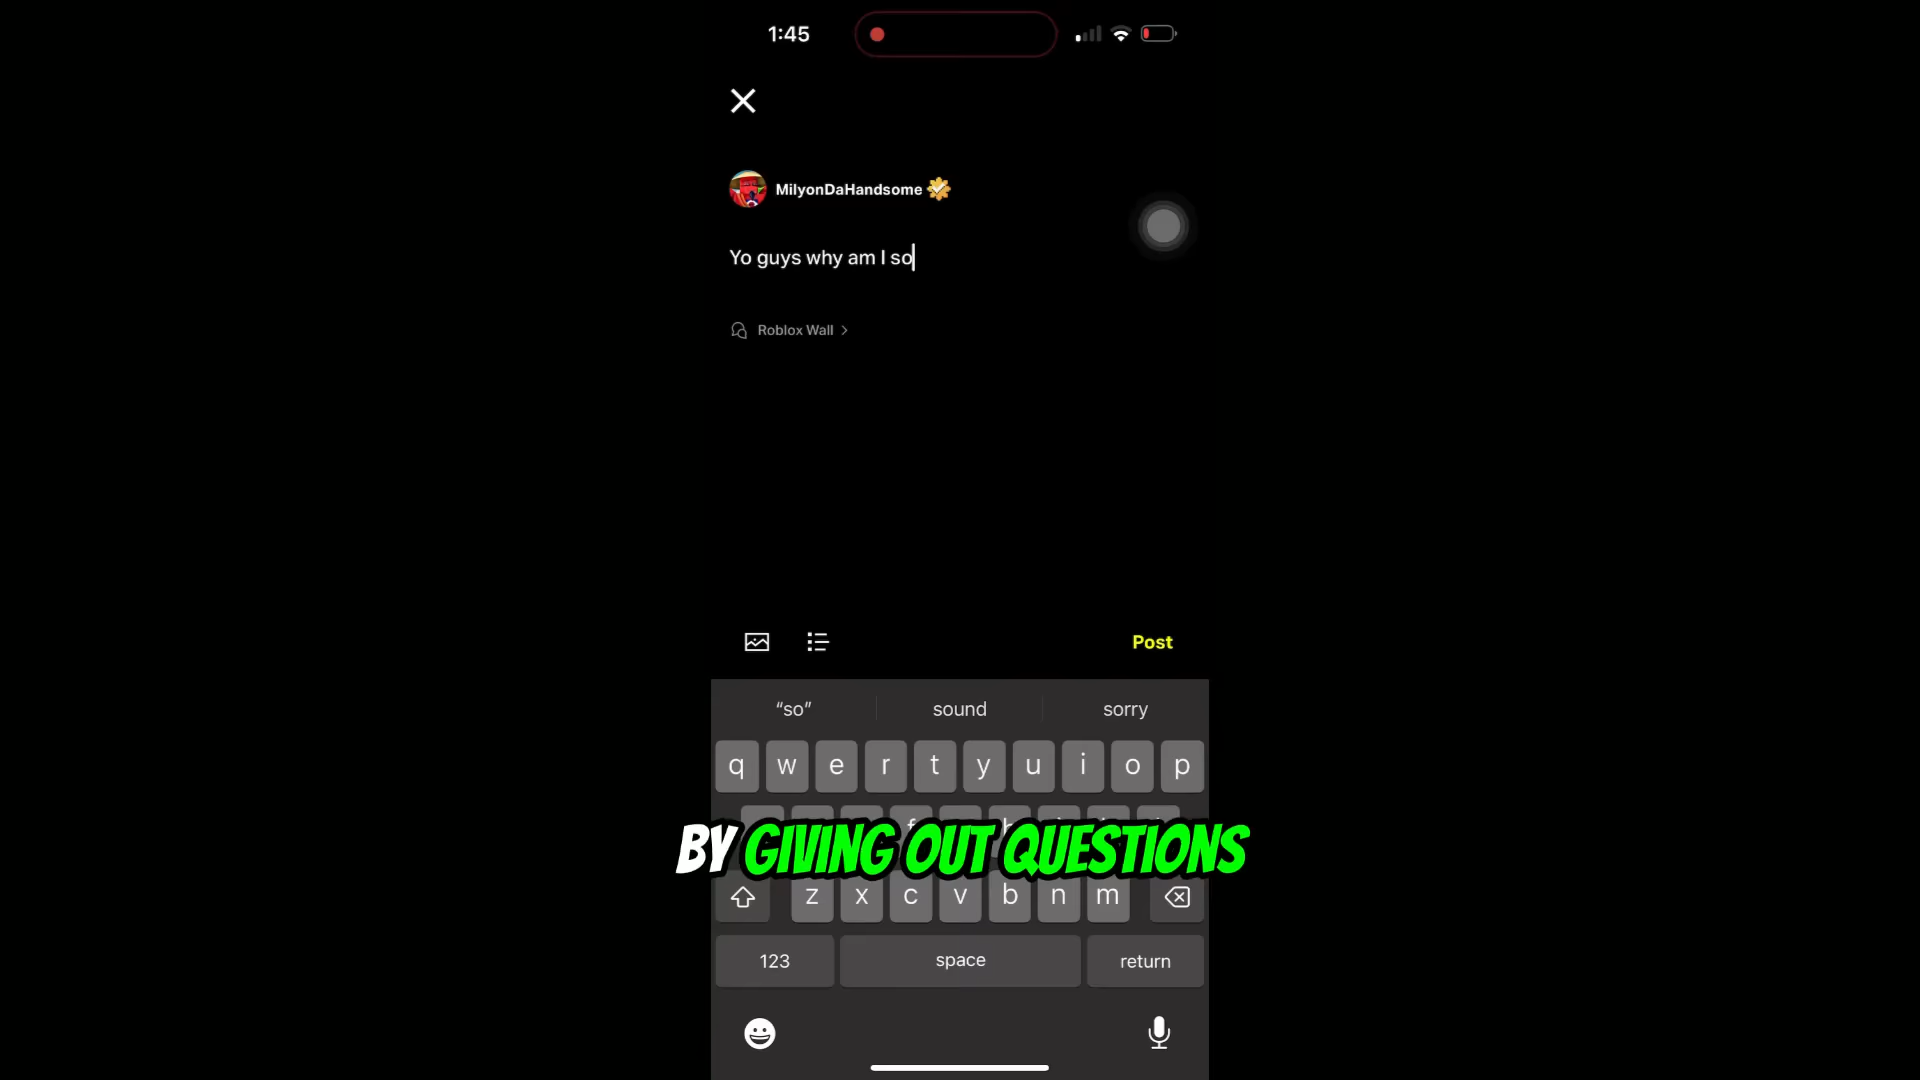 1:45
MilyonDaHandsome
Yo guys why am I so
Roblox Wall
Post
“so” sound sorry
q w e r t y u i o p
BY GIVING OUT QUESTIONS
z x c v b n m
123 space return